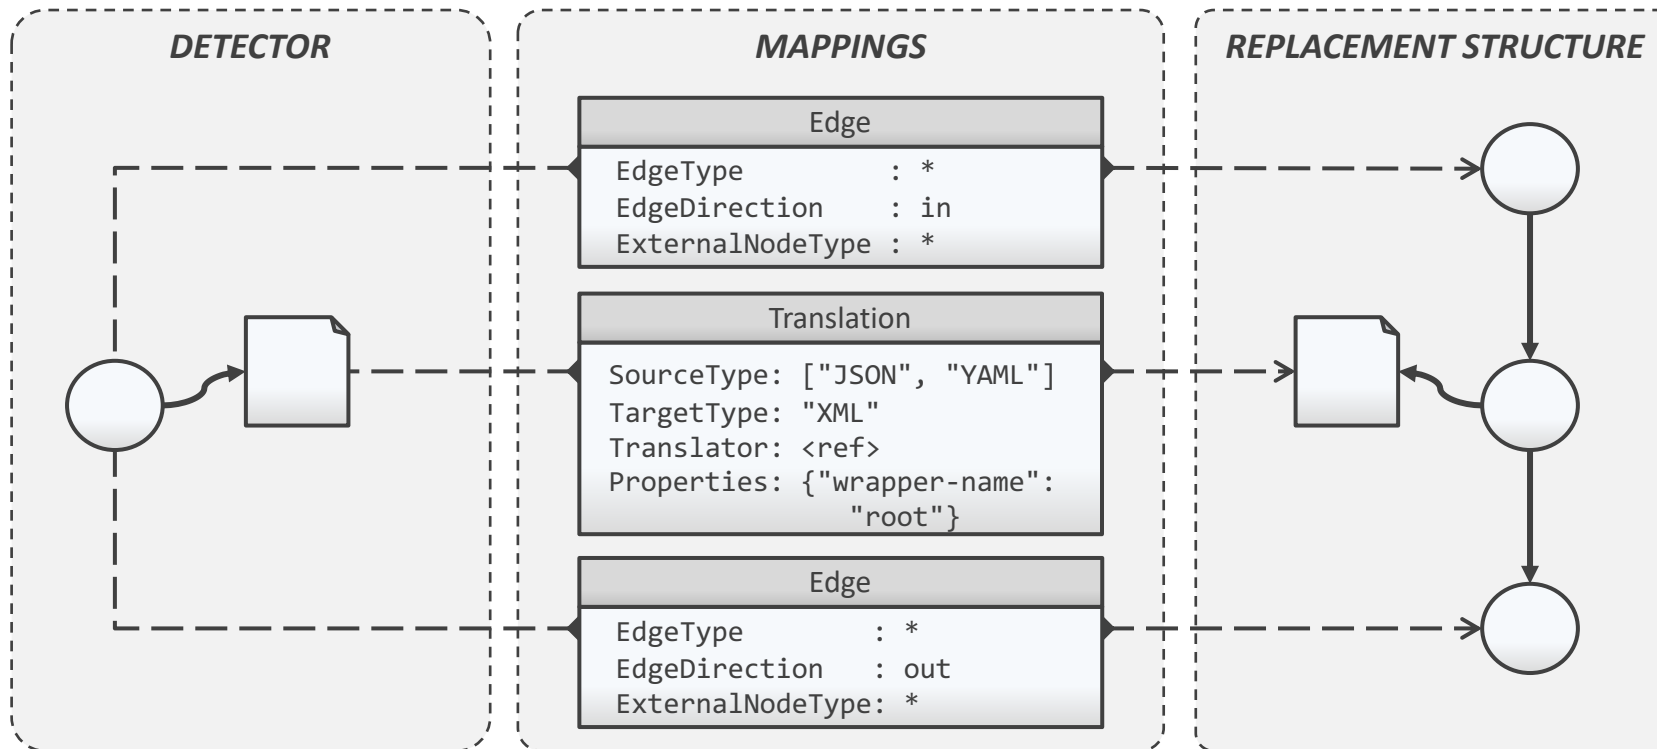 DETECTOR
MAPPINGS
REPLACEMENT STRUCTURE
Edge
EdgeType : *
EdgeDirection : in
ExternalNodeType : *
Translation
SourceType: ["JSON", "YAML"]
TargetType: "XML"
Translator: <ref>
Properties: {"wrapper-name":
"root"}
Edge
EdgeType : *
EdgeDirection : out
ExternalNodeType: *